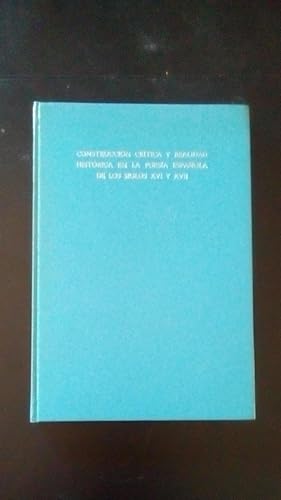 CONSTRUCCIÓN CRÍTICA Y REALIDAD
HISTÓRICA EN LA POESÍA ESPAÑOLA
DE LOS SIGLOS XVI Y XVII